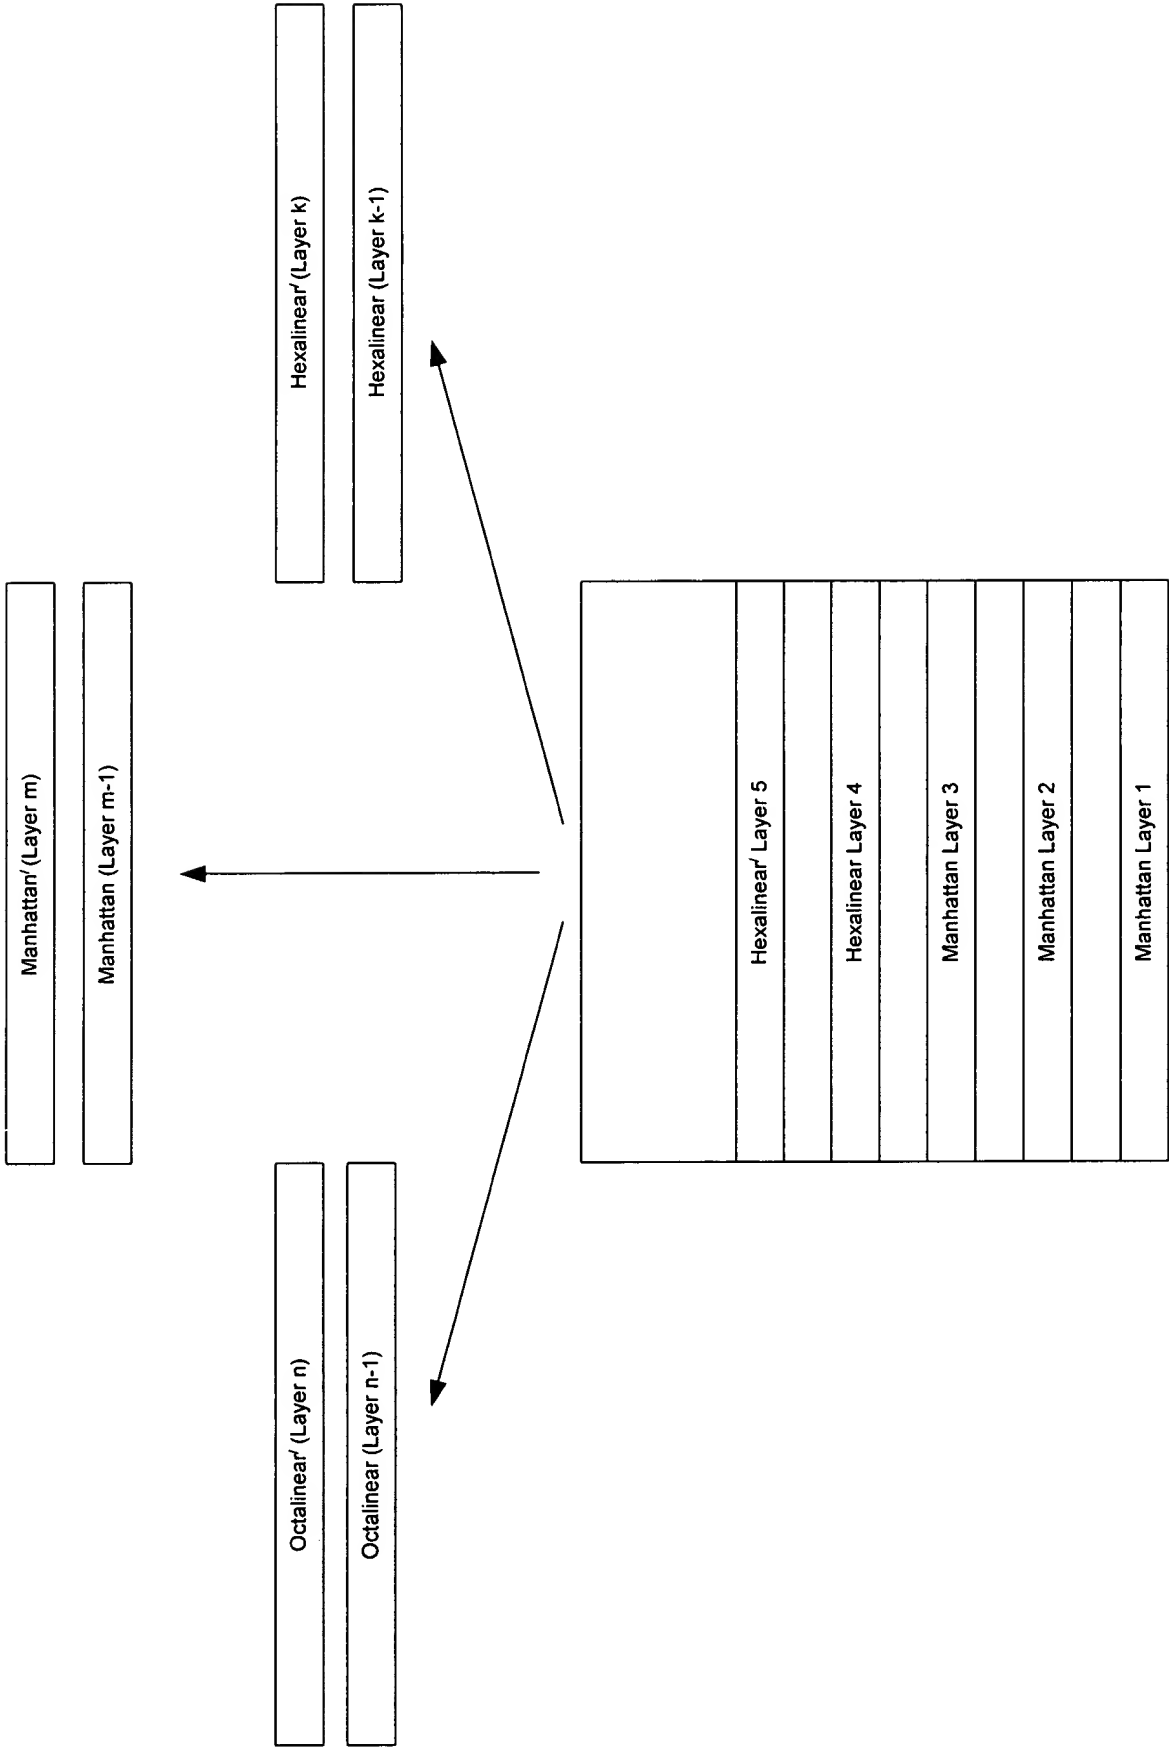 Manhattan' (Layer m)
Manhattan (Layer m-1)
Octalinear' (Layer n)
Octalinear (Layer n-1)
Hexalinear' (Layer k)
Hexalinear (Layer k-1)
Hexalinear' Layer 5
Hexalinear Layer 4
Manhattan Layer 3
Manhattan Layer 2
Manhattan Layer 1